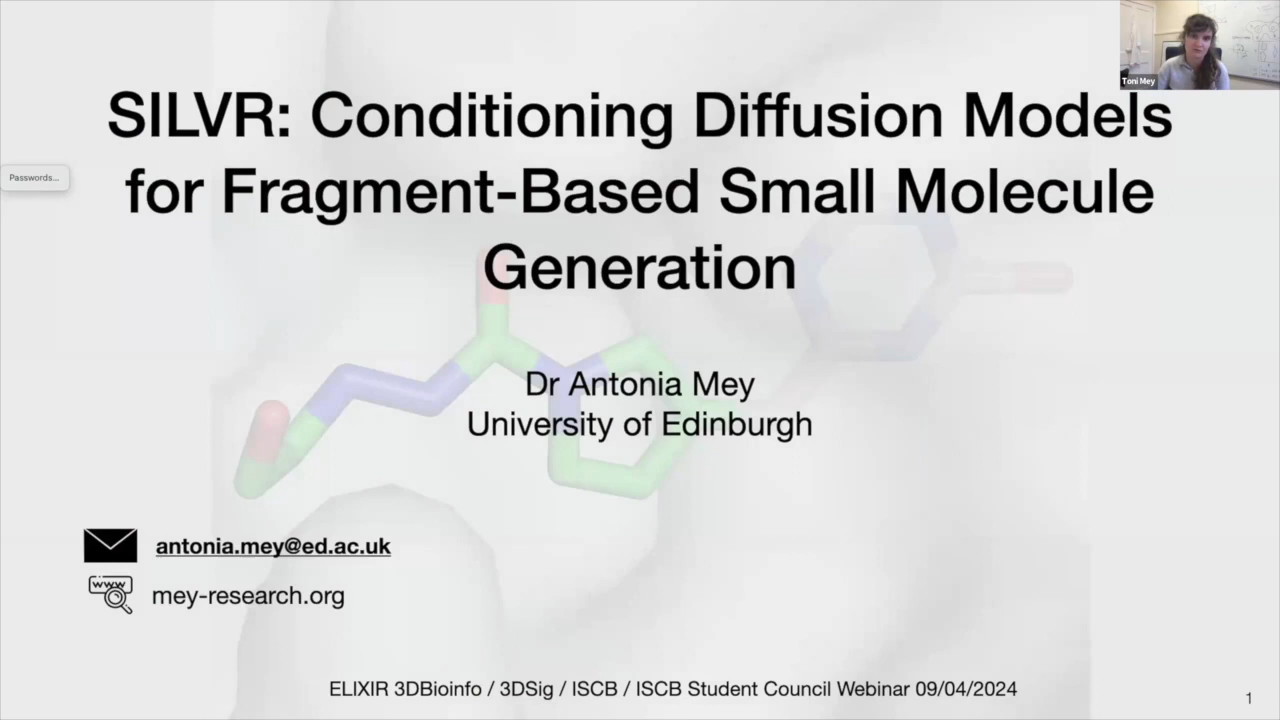 Toni Mey
SILVR: Conditioning Diffusion Models
for Fragment-Based Small Molecule
Generation
Passwords...
Dr Antonia Mey
University of Edinburgh
antonia.mey@ed.ac.uk
www
mey-research.org
ELIXIR 3DBioinfo / 3DSig / ISCB / ISCB Student Council Webinar 09/04/2024
1